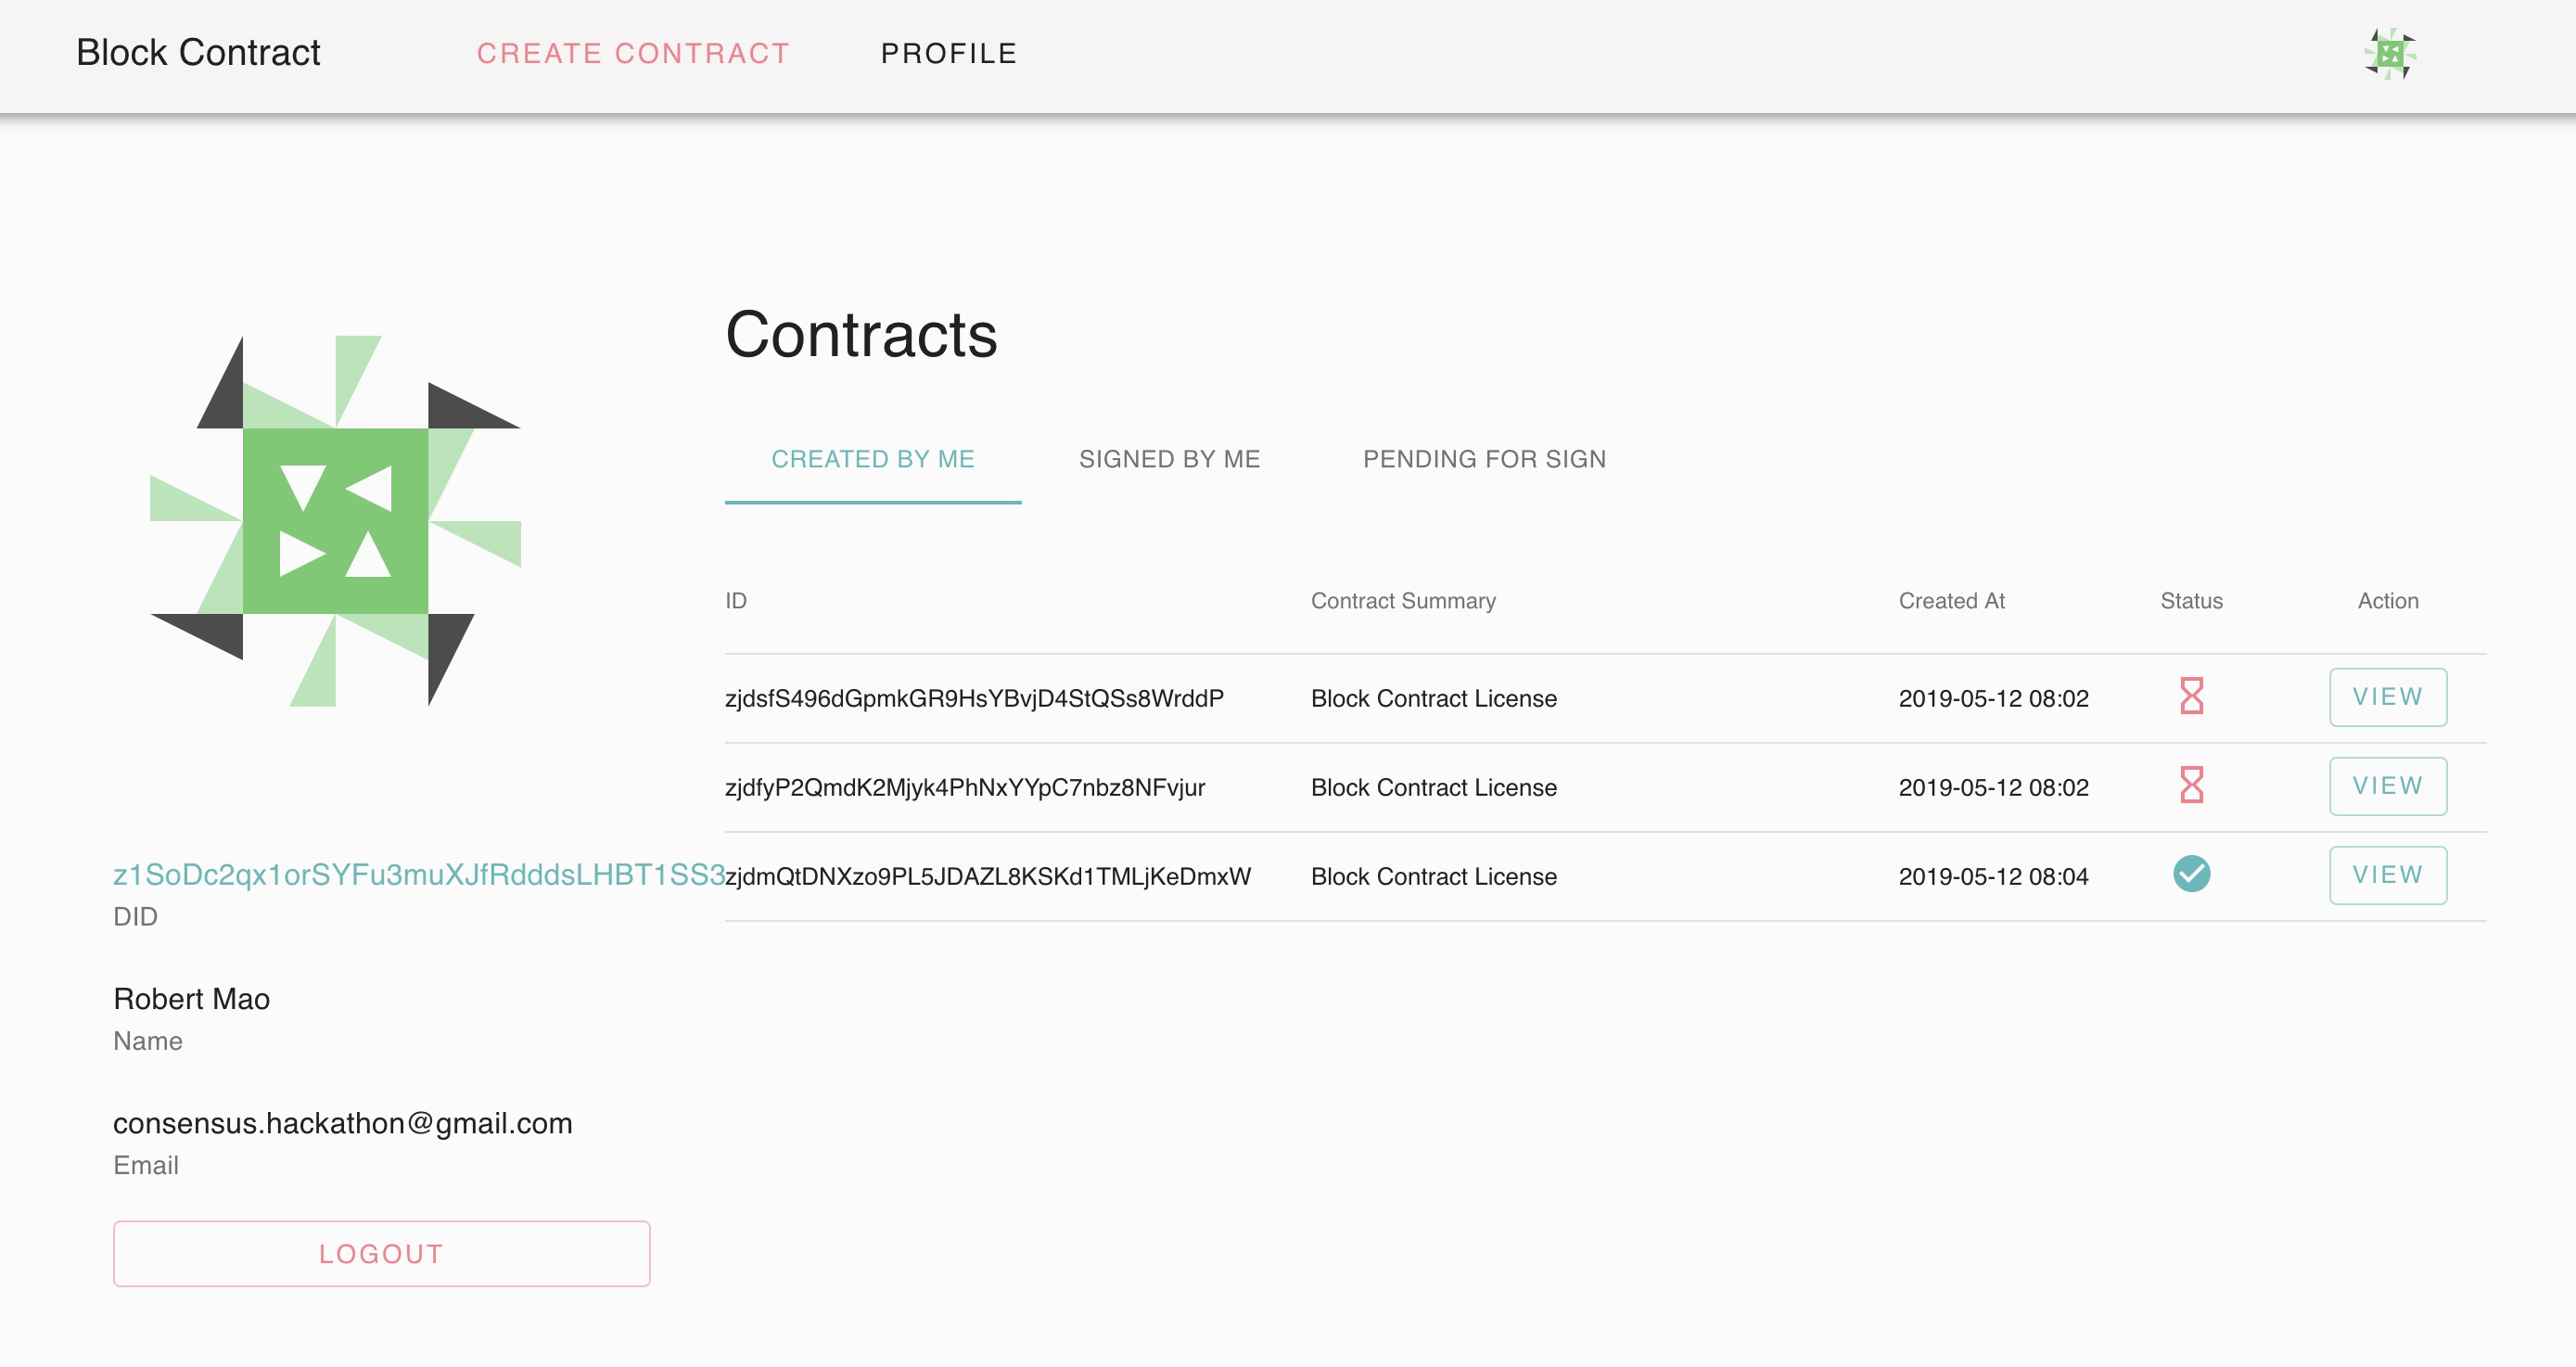 Block Contract CREATE CONTRACT PROFILE
Contracts
CREATED BY ME SIGNED BY ME PENDING FOR SIGN
ID Contract Summary Created At Status Action
zjdsfS496dGpmkGR9HsYBvjD4StQSs8WrddP Block Contract License 2019-05-12 08:02 VIEW
zjdfyP2QmdK2Mjyk4PhNxYYpC7nbz8NFvjur Block Contract License 2019-05-12 08:02 VIEW
zjdmQtDNXzo9PL5JDAZL8KSKd1TMLjKeDmxW Block Contract License 2019-05-12 08:04 VIEW
z1SoDc2qx1orSYFu3muXJfRdddsLHBT1SS3
DID
Robert Mao
Name
consensus.hackathon@gmail.com
Email
LOGOUT